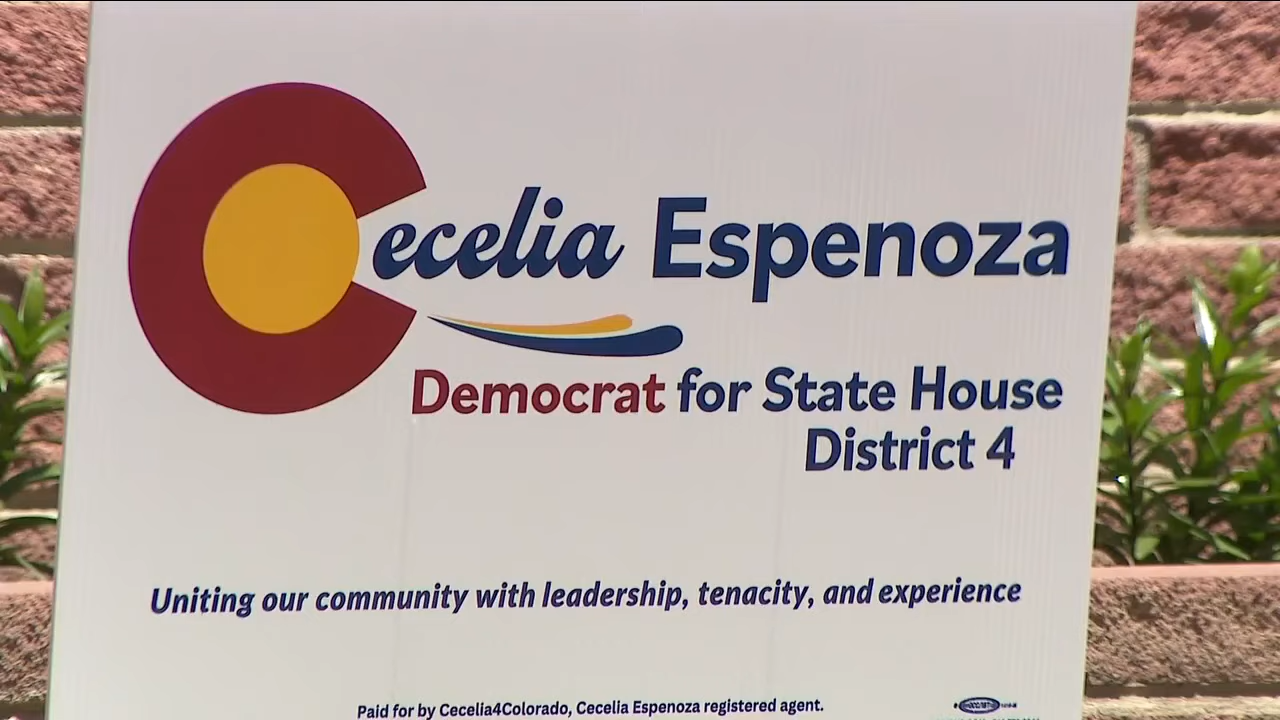 Cecelia Espenoza
Democrat for State House
District 4
Uniting our community with leadership, tenacity, and experience
Paid for by Cecelia4Colorado, Cecelia Espenoza registered agent.